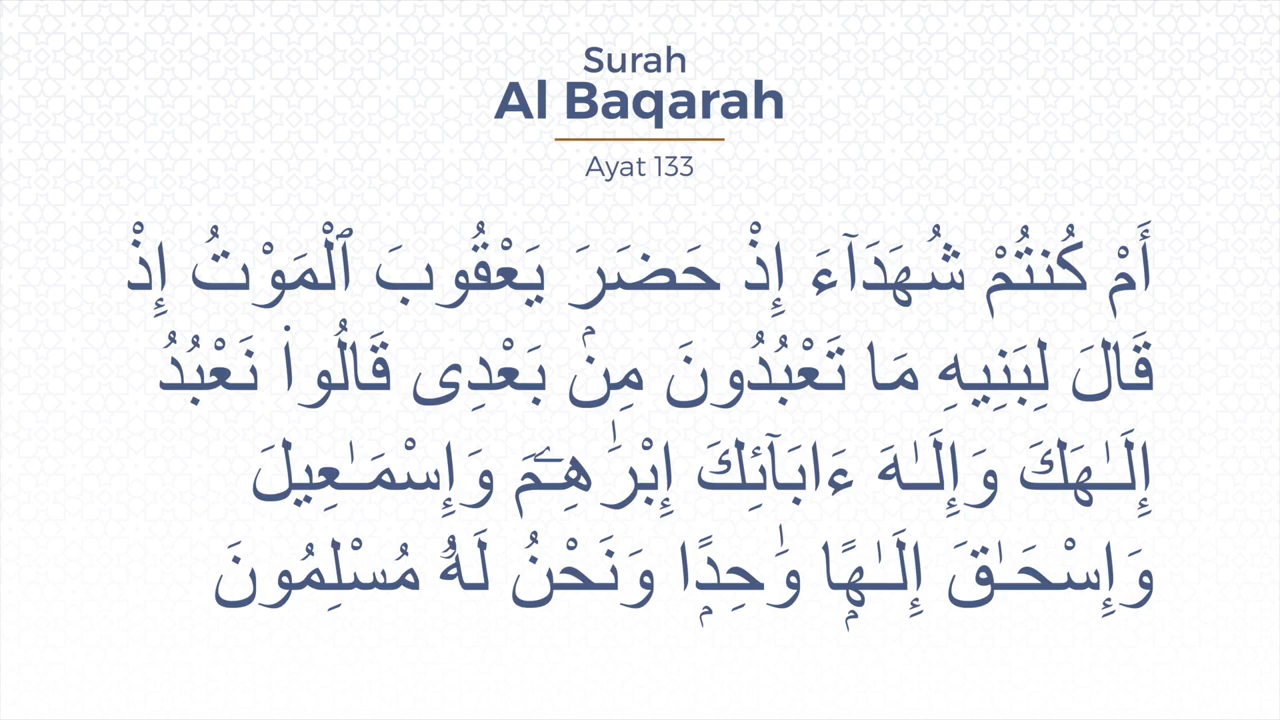 Surah
Al Baqarah
Ayat 133
أَمْ كُنتُمْ شُهَدَآءَ إِذْ حَضَرَ يَعْقُوبَ ٱلْمَوْتُ إِذْ
قَالَ لِبَنِيهِ مَا تَعْبُدُونَ مِنۢ بَعْدِى قَالُوا۟ نَعْبُدُ
إِلَـٰهَكَ وَإِلَـٰهَ ءَابَآئِكَ إِبْرَٰهِـۧمَ وَإِسْمَـٰعِيلَ
وَإِسْحَـٰقَ إِلَـٰهًۭا وَٰحِدًۭا وَنَحْنُ لَهُۥ مُسْلِمُونَ